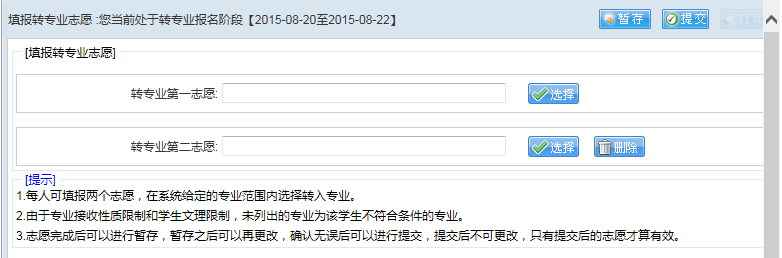 填报转专业志愿 :您当前处于转专业报名阶段【2015-08-20至2015-08-22】 暂存 提交 打印
[填报转专业志愿]
转专业第一志愿: 选择
转专业第二志愿: 选择 删除
[提示]
1.每人可填报两个志愿，在系统给定的专业范围内选择转入专业。
2.由于专业接收性质限制和学生文理限制，未列出的专业为该学生不符合条件的专业。
3.志愿完成后可以进行暂存，暂存之后可以再更改，确认无误后可以进行提交，提交后不可更改，只有提交后的志愿才算有效。